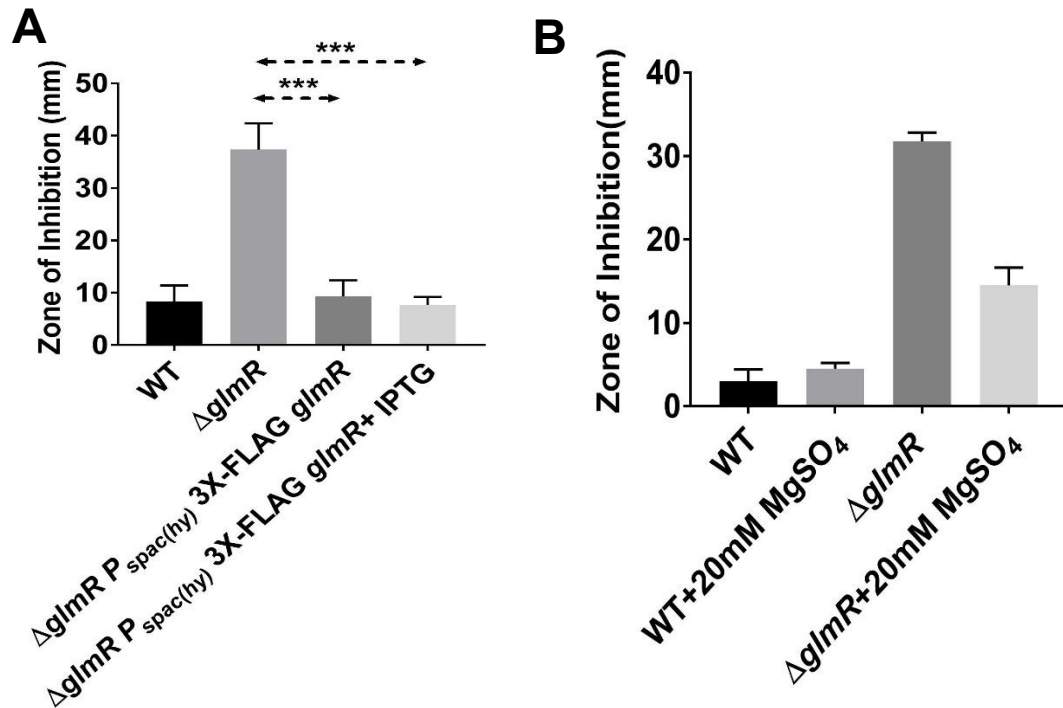 A
***
***
Zone of Inhibition (mm)
50
40
30
20
10
0
WT
ΔglmR
ΔglmR P spac(hy) 3X-FLAG glmR
ΔglmR P spac(hy) 3X-FLAG glmR+ IPTG
B
Zone of Inhibition(mm)
40
30
20
10
0
WT
WT+20mM MgSO4
ΔglmR
ΔglmR+20mM MgSO4